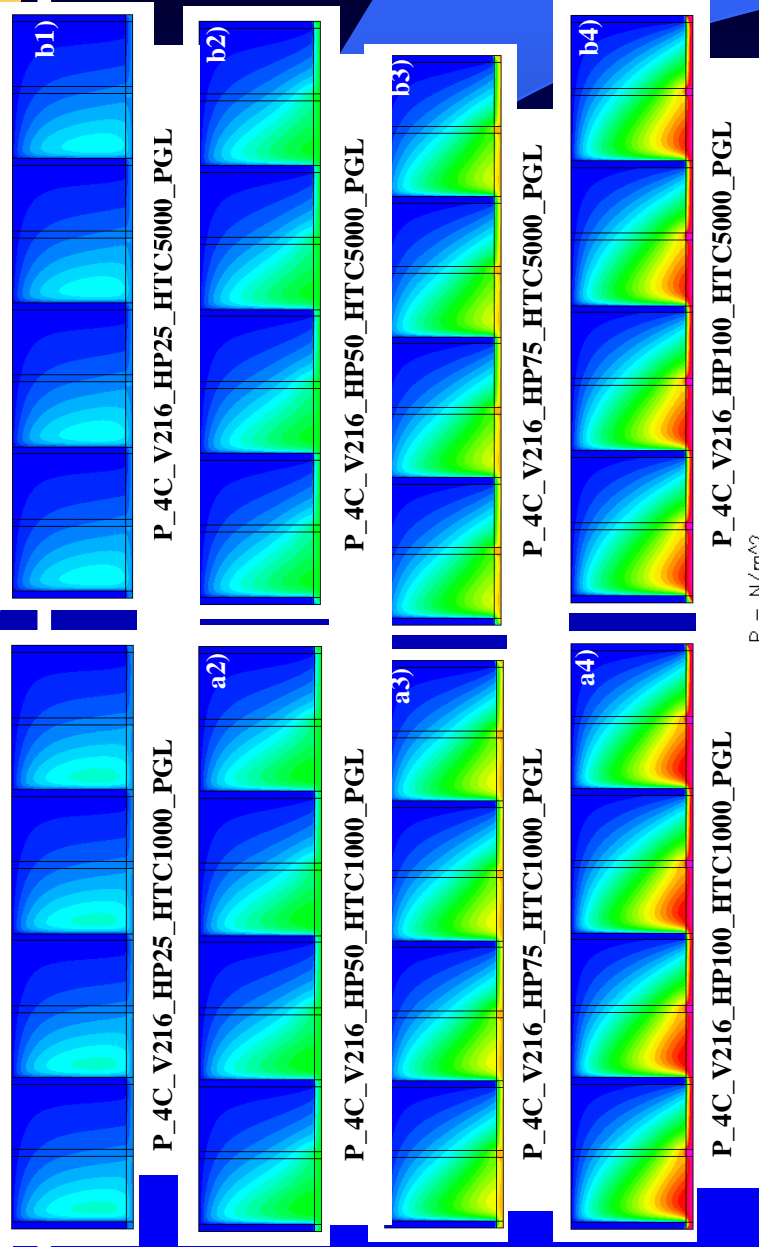 b1)
P_4C_V216_HP25_HTC1000_PGL
P_4C_V216_HP25_HTC5000_PGL
a2)
b2)
P_4C_V216_HP50_HTC1000_PGL
P_4C_V216_HP50_HTC5000_PGL
a3)
b3)
P_4C_V216_HP75_HTC1000_PGL
P_4C_V216_HP75_HTC5000_PGL
a4)
b4)
P_4C_V216_HP100_HTC1000_PGL
P_4C_V216_HP100_HTC5000_PGL